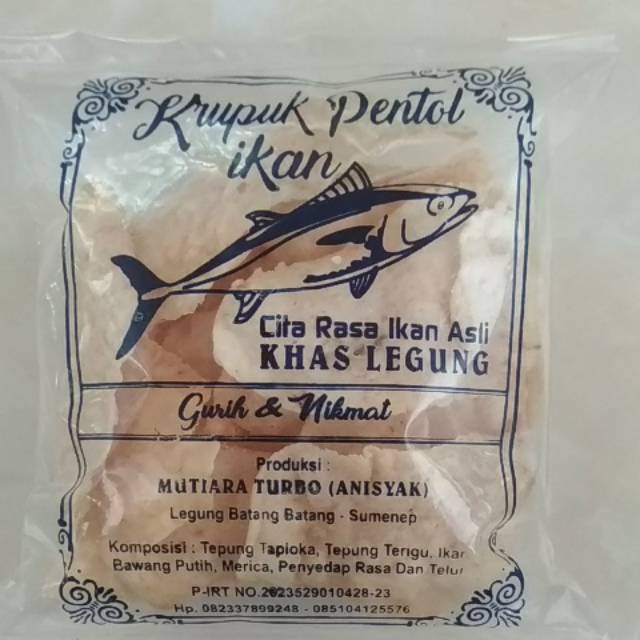 Krupuk Pentol
ikan
Cita Rasa Ikan Asli
KHAS LEGUNG
Gurih & Nikmat
Produksi :
MUTIARA TURBO (ANISYAK)
Legung Batang Batang - Sumenep
Komposisi : Tepung Tapioka, Tepung Terigu, Ikan
Bawang Putih, Merica, Penyedap Rasa Dan Telur
P-IRT NO.2623529010428-23
Hp. 082337899248 - 085104125576